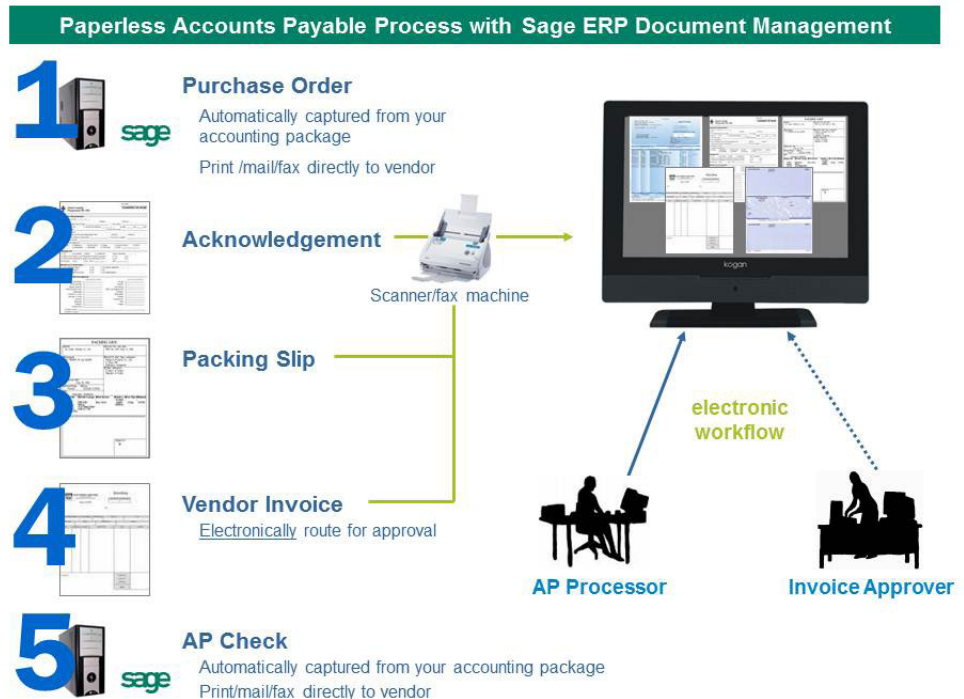 Paperless Accounts Payable Process with Sage ERP Document Management
1
sage
Purchase Order
Automatically captured from your
accounting package
Print /mail/fax directly to vendor
2
Acknowledgement
Scanner/fax machine
kogan
3
PACKING LIST
Packing Slip
electronic
workflow
4
Vendor Invoice
Electronically route for approval
AP Processor
Invoice Approver
5
sage
AP Check
Automatically captured from your accounting package
Print/mail/fax directly to vendor